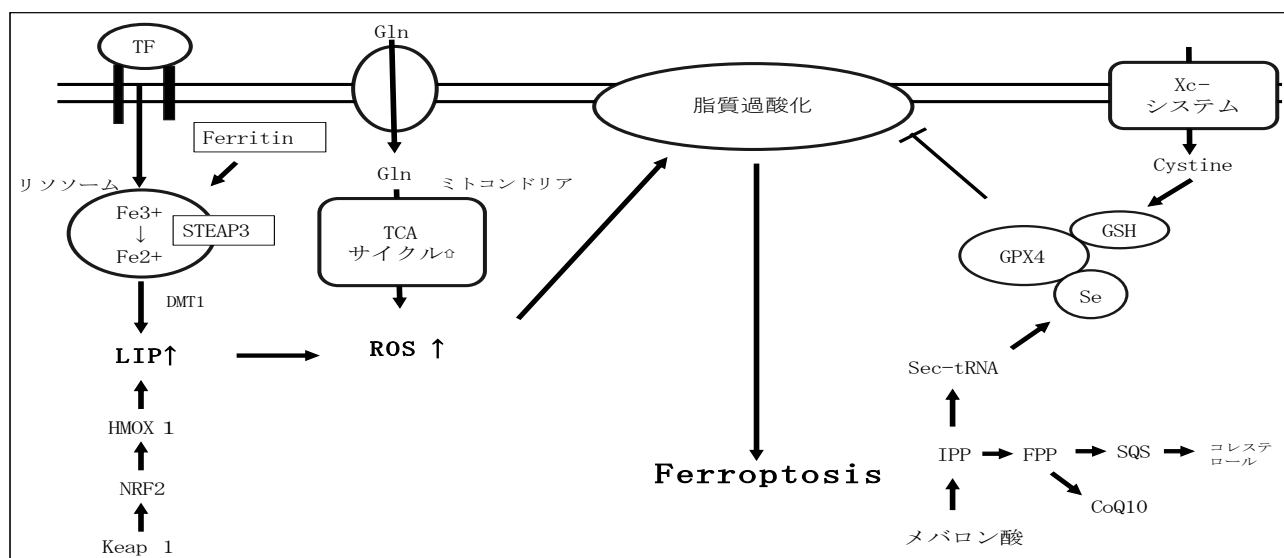 TF
Gln
Xc-
システム
脂質過酸化
Ferritin
Cystine
リソソーム
Gln
ミトコンドリア
Fe3+
↓
Fe2+
STEAP3
TCA
サイクル⇧
GSH
GPX4
Se
DMT1
LIP↑
ROS ↑
Sec-tRNA
HMOX 1
IPP
FPP
SQS
コレステ
ロール
Ferroptosis
NRF2
CoQ10
メバロン酸
Keap 1